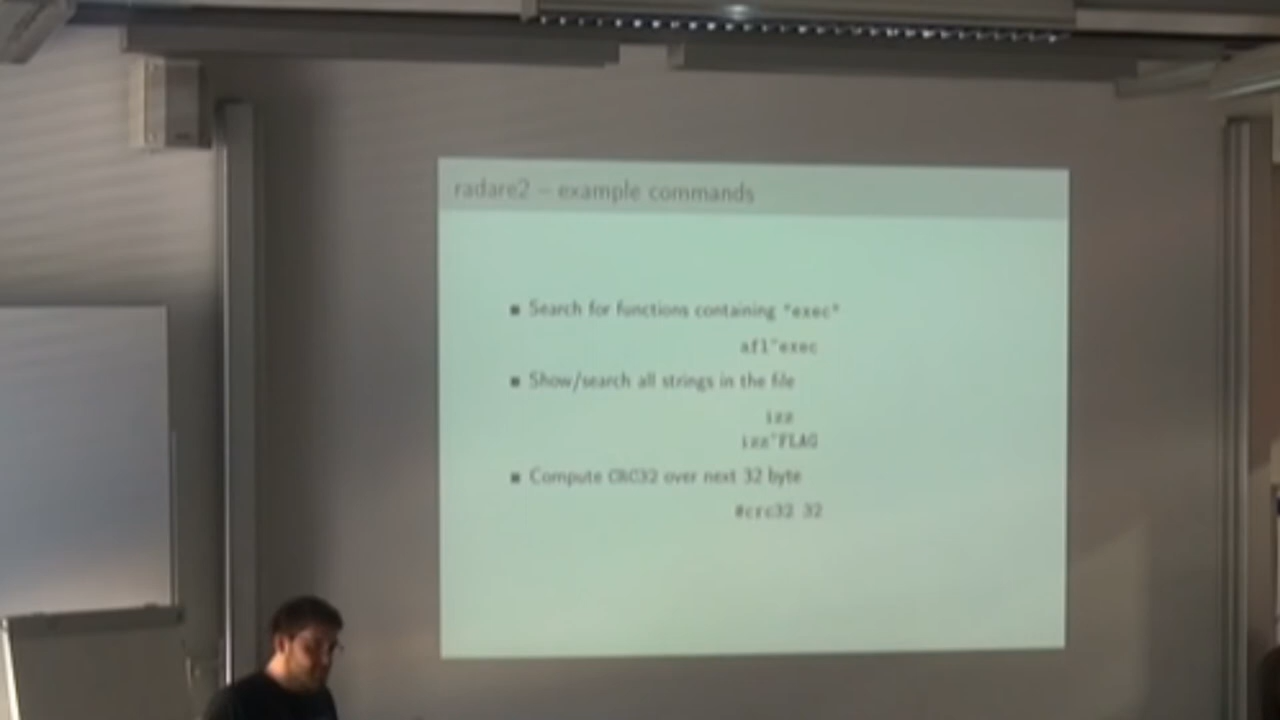 radare2 – example commands
Search for functions containing "exec"
afl~exec
Show/search all strings in the file
izz
izz~FLAG
Compute CRC32 over next 32 byte
#crc32 32